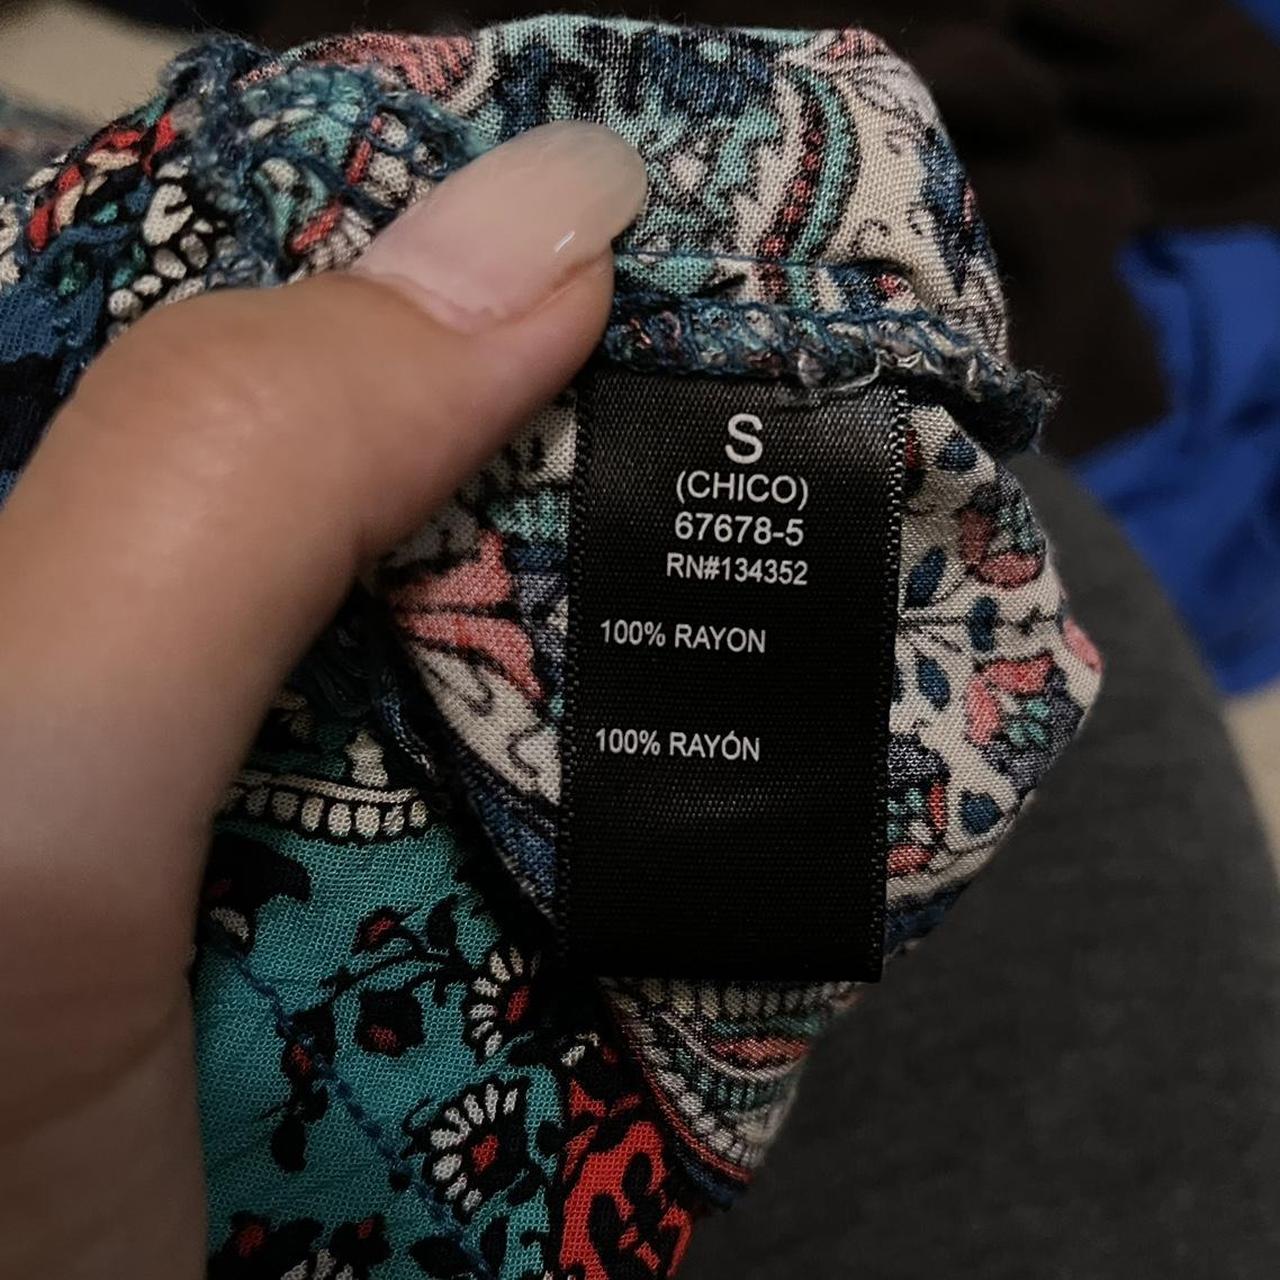 S
(CHICO)
67678-5
RN#134352
100% RAYON
100% RAYÓN